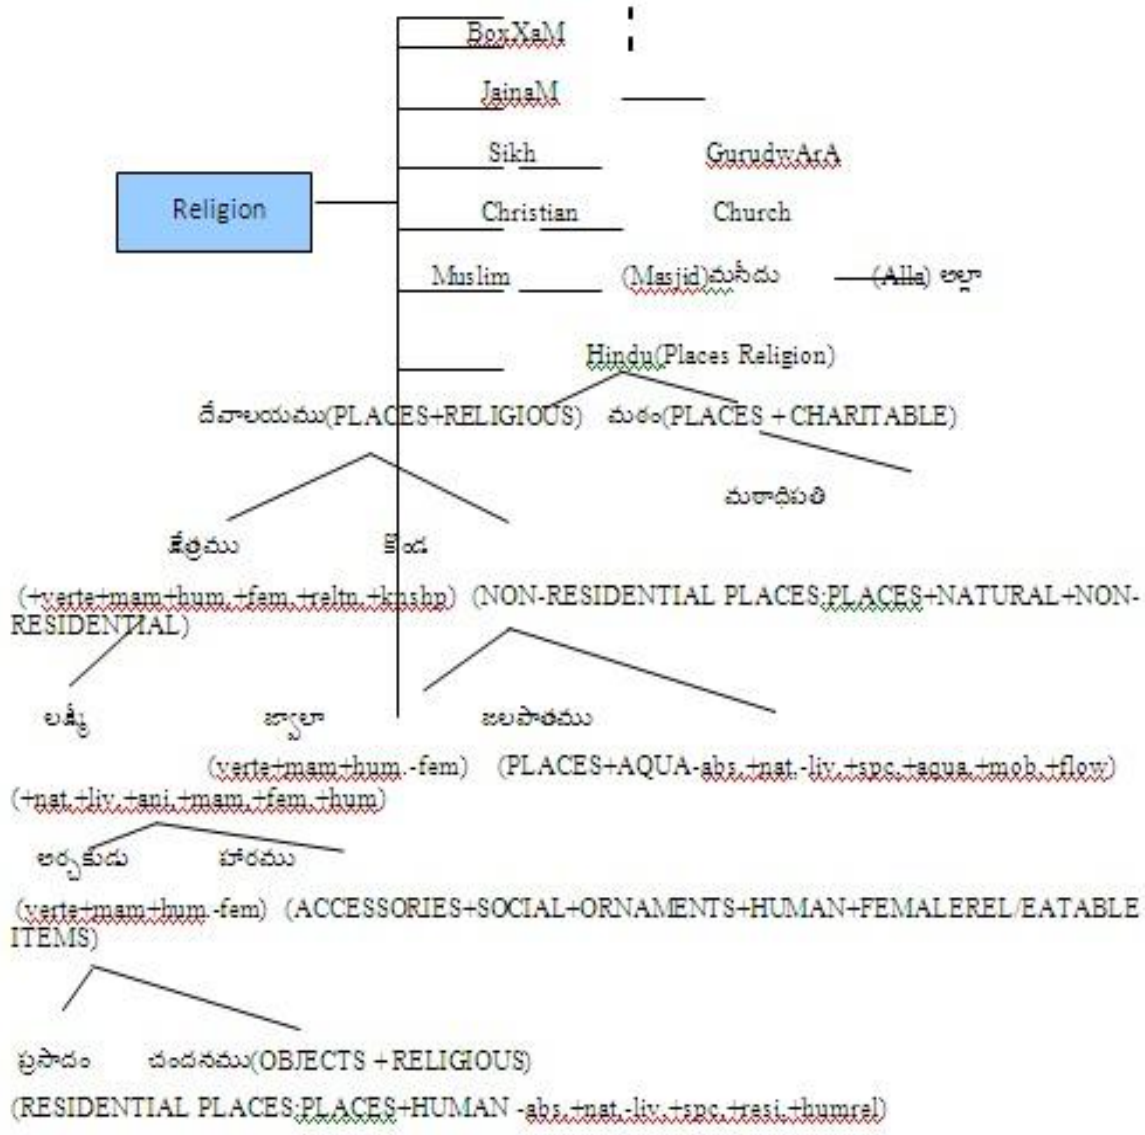 BoxXaM
JainaM
Sikh GurudwArA
Religion
Christian Church
Muslim (Masjid)మసీదు (Alla) అల్లా
Hindu(Places Religion)
దేవాలయము(PLACES+RELIGIOUS) మఠం(PLACES + CHARITABLE)
మఠాధిపతి
క్షేత్రము కొండ
(+verte+mam+hum,+fem,+reltn,+knshp) (NON-RESIDENTIAL PLACES;PLACES+NATURAL+NON-
RESIDENTIAL)
లక్ష్మీ జ్వాలా జలపాతము
(verte+mam+hum,-fem) (PLACES+AQUA-abs,+nat,-liv,+spc,+aqua,+mob,+flow)
(+nat,+liv,+ani,+mam,+fem,+hum)
అర్చకుడు హారము
(verte+mam+hum,-fem) (ACCESSORIES+SOCIAL+ORNAMENTS+HUMAN+FEMALEREL/EATABLE
ITEMS)
ప్రసాదం చందనము(OBJECTS +RELIGIOUS)
(RESIDENTIAL PLACES;PLACES+HUMAN -abs,+nat,-liv,+spc,+resi,+humrel)